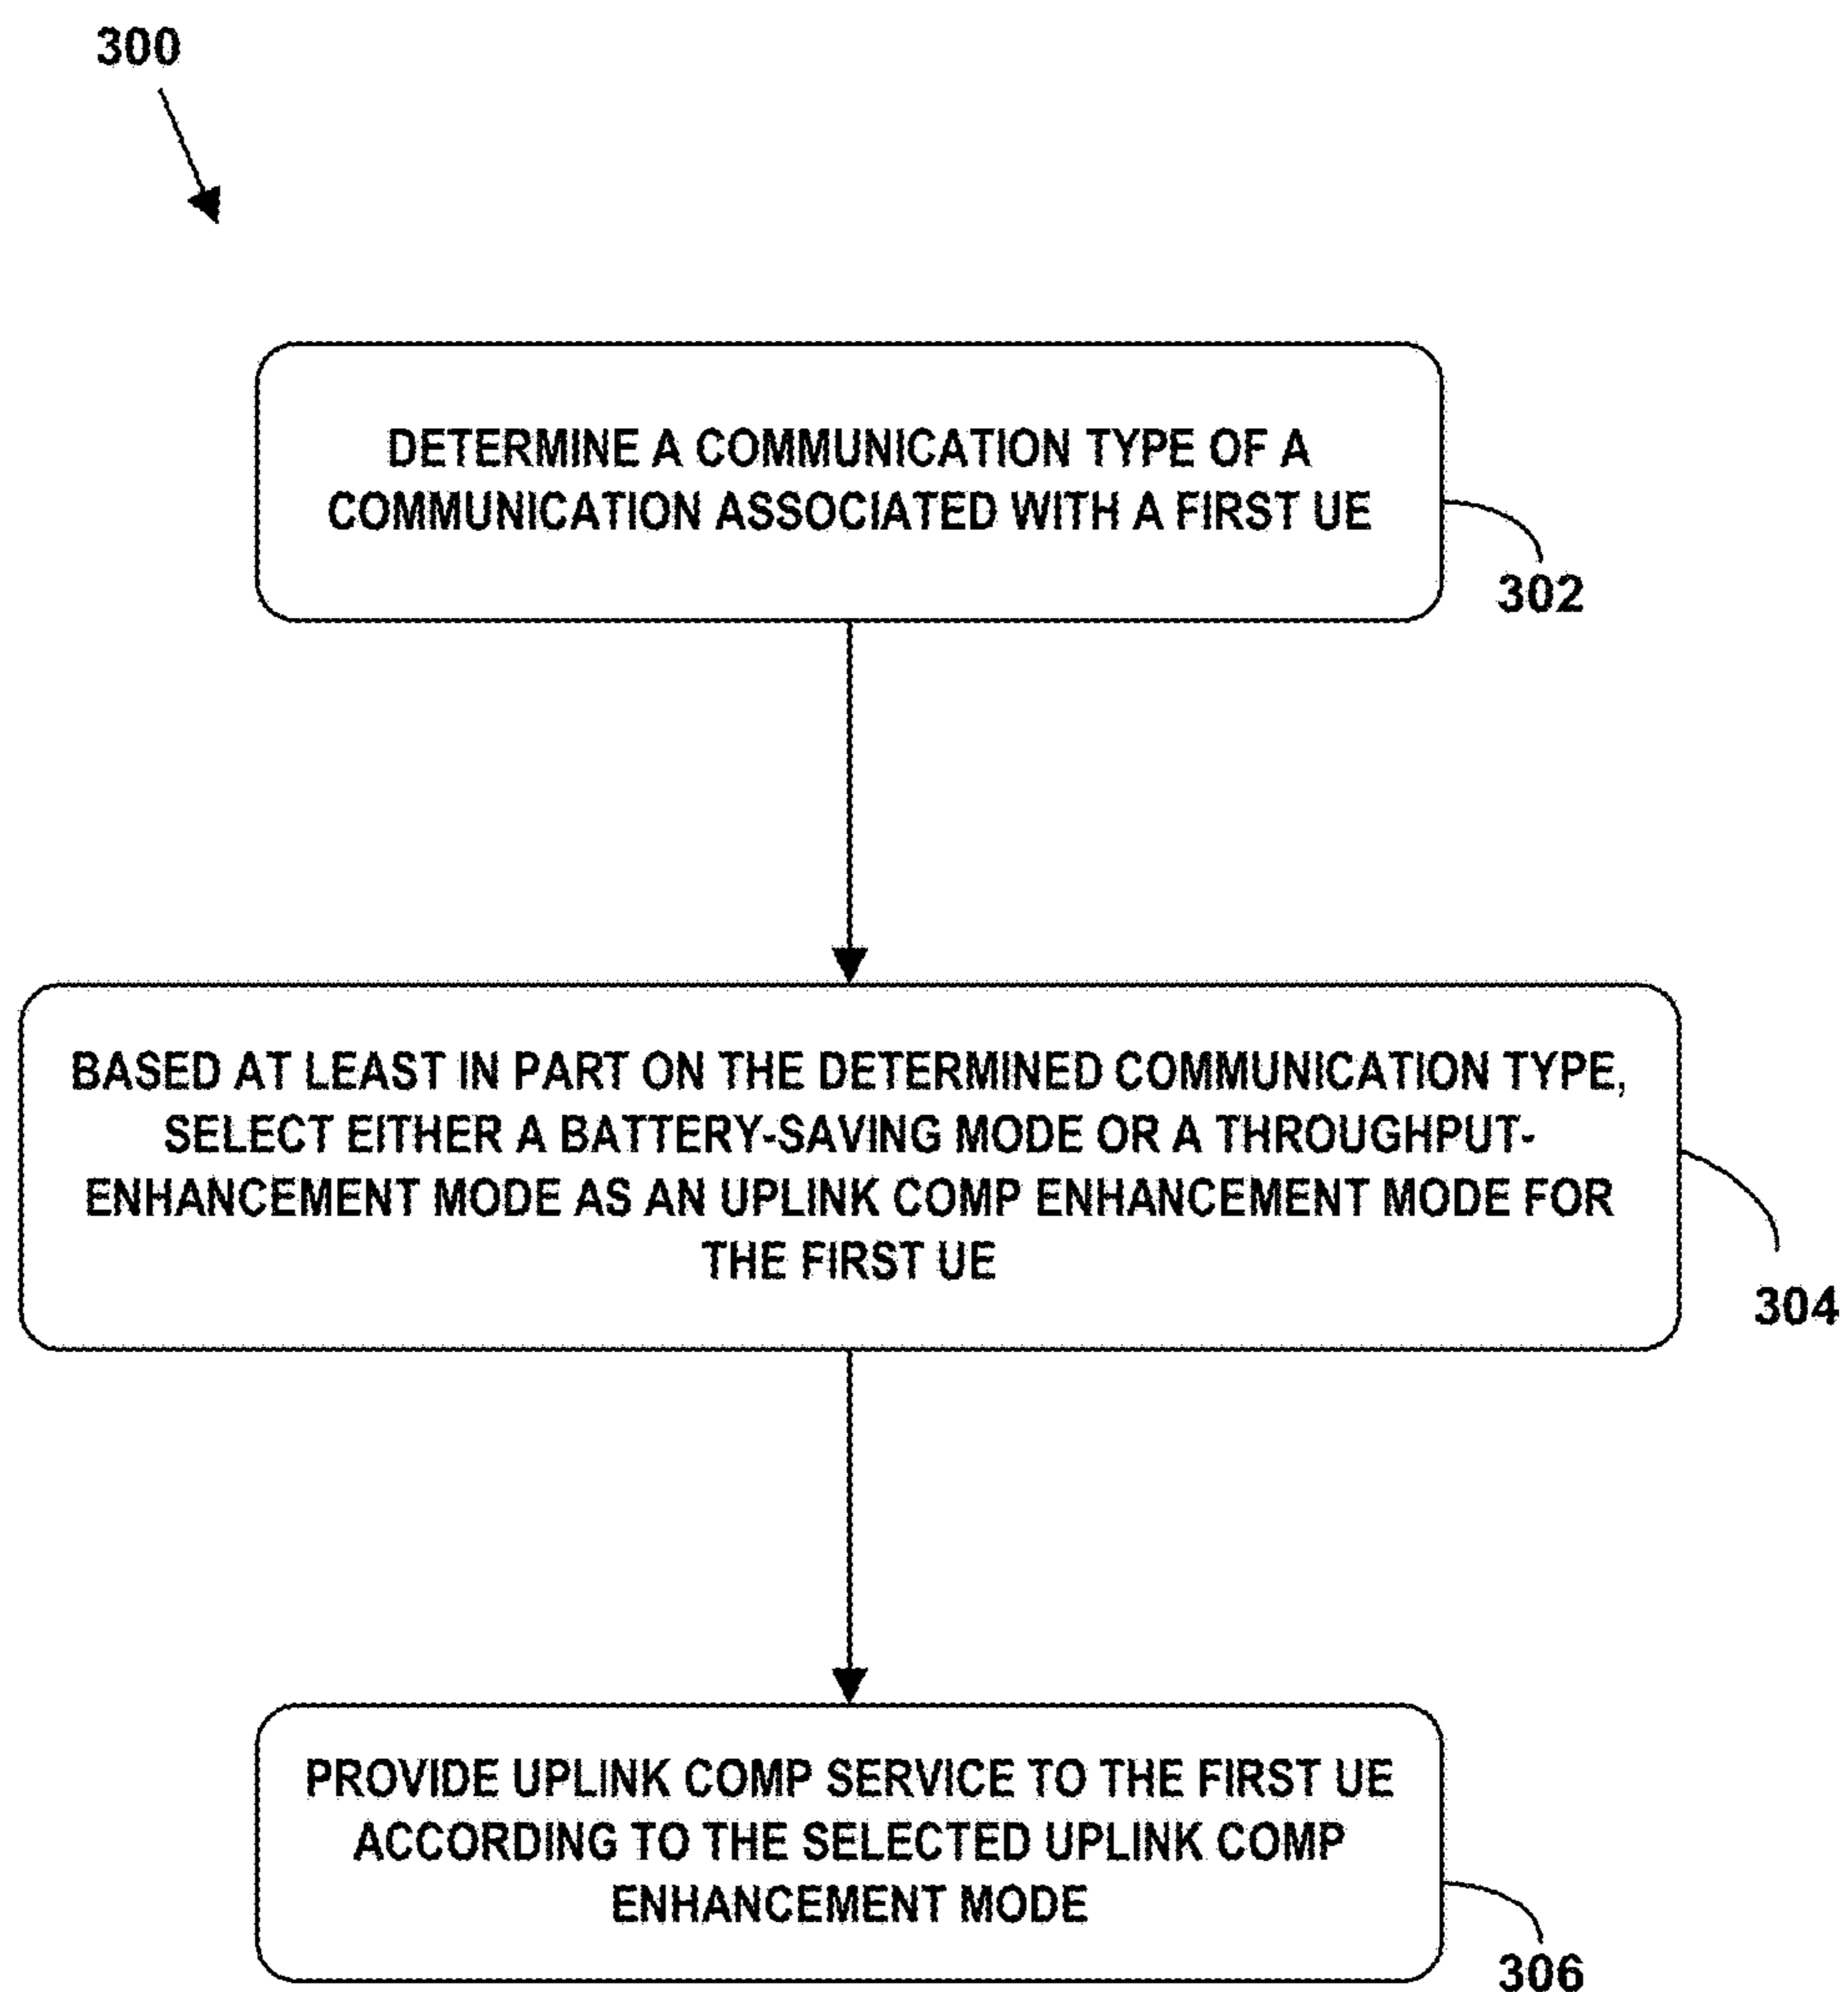 300
DETERMINE A COMMUNICATION TYPE OF A
COMMUNICATION ASSOCIATED WITH A FIRST UE
302
BASED AT LEAST IN PART ON THE DETERMINED COMMUNICATION TYPE,
SELECT EITHER A BATTERY-SAVING MODE OR A THROUGHPUT-
ENHANCEMENT MODE AS AN UPLINK COMP ENHANCEMENT MODE FOR
THE FIRST UE
304
PROVIDE UPLINK COMP SERVICE TO THE FIRST UE
ACCORDING TO THE SELECTED UPLINK COMP
ENHANCEMENT MODE
306